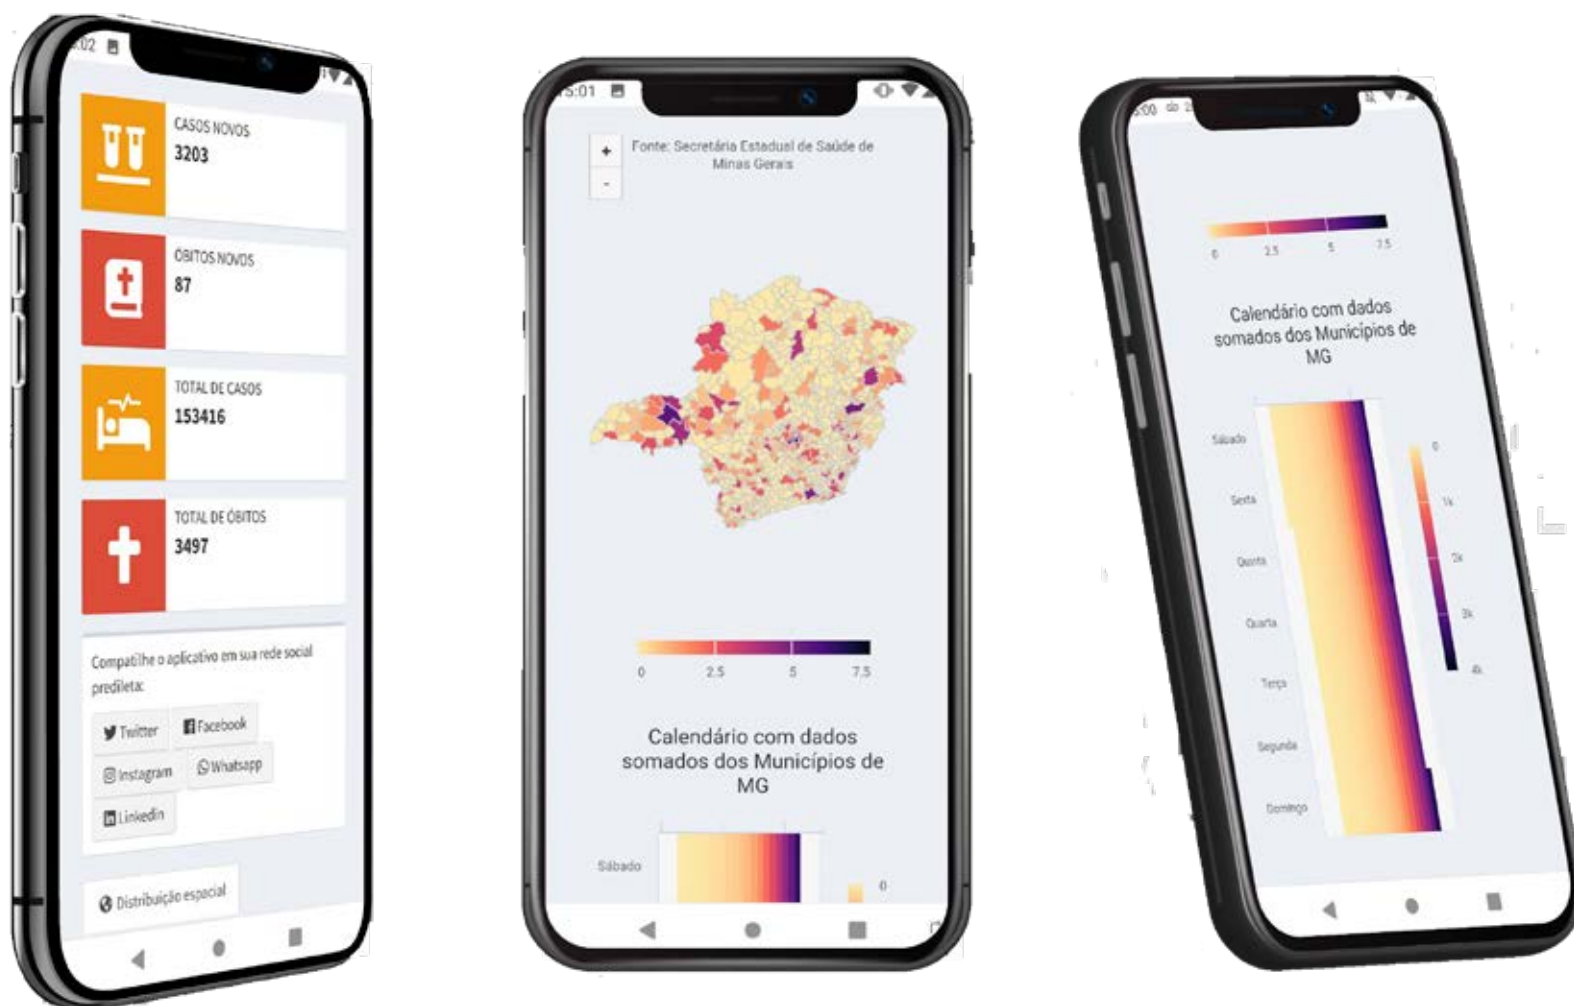 :02
CASOS NOVOS
3203
ÓBITOS NOVOS
87
TOTAL DE CASOS
153416
TOTAL DE ÓBITOS
3497
Compatilhe o aplicativo em sua rede social
predileta:
Twitter
Facebook
Instagram
Whatsapp
Linkedin
Distribuição espacial
5:01
+
-
Fonte: Secretária Estadual de Saúde de
Minas Gerais
0 2.5 5 7.5
Calendário com dados
somados dos Municípios de
MG
Sábado
0
5:00
0 2.5 5 7.5
Calendário com dados
somados dos Municípios de
MG
Sábado
Sexta
Quinta
Quarta
Terça
Segunda
Domingo
0
1k
2k
3k
4k